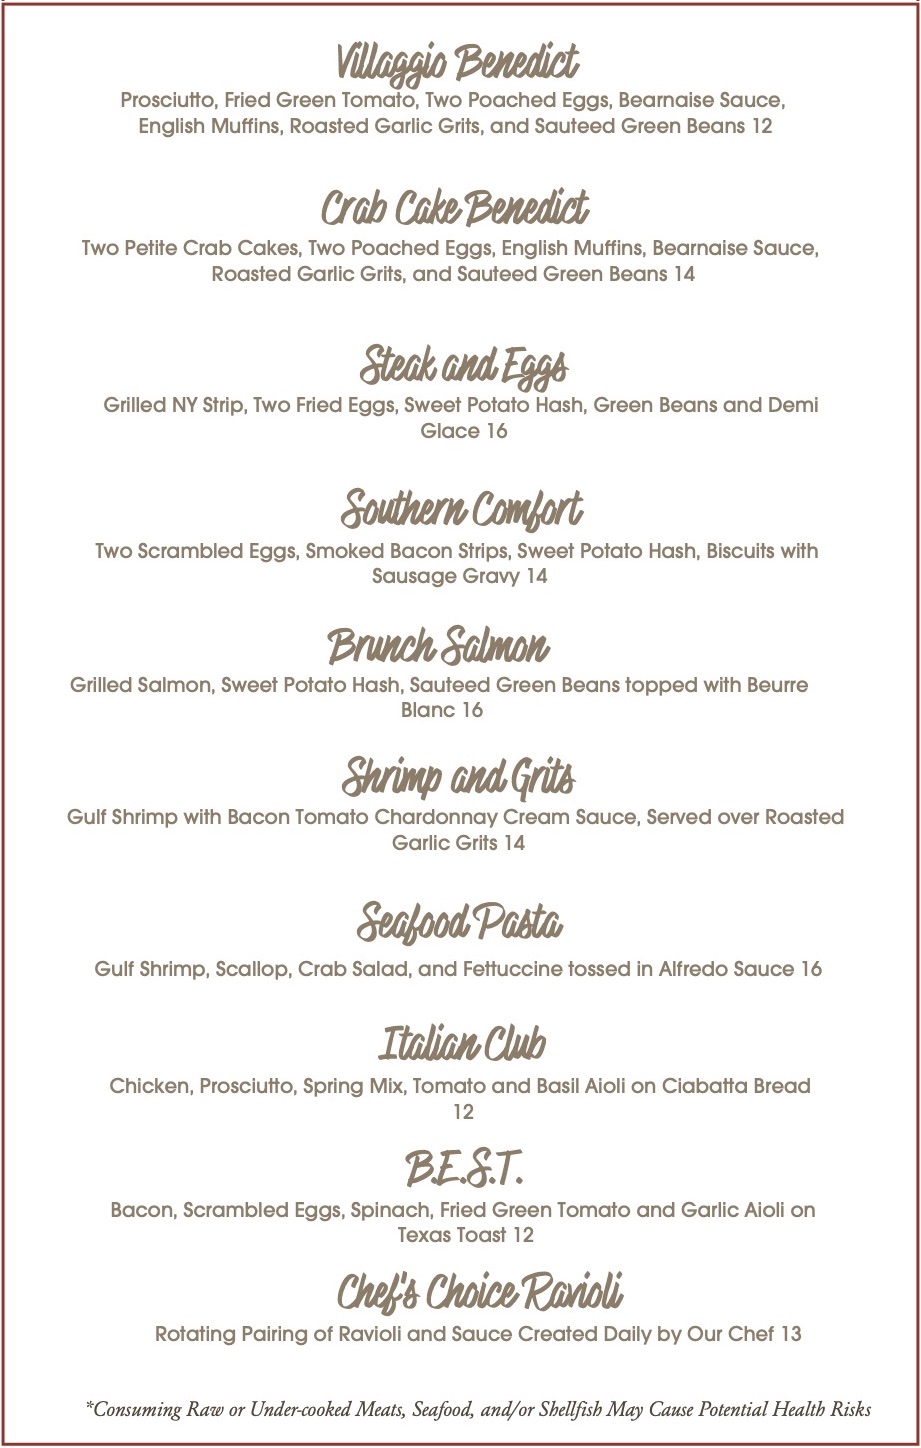 Villaggio Benedict
Prosciutto, Fried Green Tomato, Two Poached Eggs, Bearnaise Sauce,
English Muffins, Roasted Garlic Grits, and Sauteed Green Beans 12
Crab Cake Benedict
Two Petite Crab Cakes, Two Poached Eggs, English Muffins, Bearnaise Sauce,
Roasted Garlic Grits, and Sauteed Green Beans 14
Steak and Eggs
Grilled NY Strip, Two Fried Eggs, Sweet Potato Hash, Green Beans and Demi
Glace 16
Southern Comfort
Two Scrambled Eggs, Smoked Bacon Strips, Sweet Potato Hash, Biscuits with
Sausage Gravy 14
Brunch Salmon
Grilled Salmon, Sweet Potato Hash, Sauteed Green Beans topped with Beurre
Blanc 16
Shrimp and Grits
Gulf Shrimp with Bacon Tomato Chardonnay Cream Sauce, Served over Roasted
Garlic Grits 14
Seafood Pasta
Gulf Shrimp, Scallop, Crab Salad, and Fettuccine tossed in Alfredo Sauce 16
Italian Club
Chicken, Prosciutto, Spring Mix, Tomato and Basil Aioli on Ciabatta Bread
12
B.E.S.T.
Bacon, Scrambled Eggs, Spinach, Fried Green Tomato and Garlic Aioli on
Texas Toast 12
Chef's Choice Ravioli
Rotating Pairing of Ravioli and Sauce Created Daily by Our Chef 13
*Consuming Raw or Under-cooked Meats, Seafood, and/or Shellfish May Cause Potential Health Risks